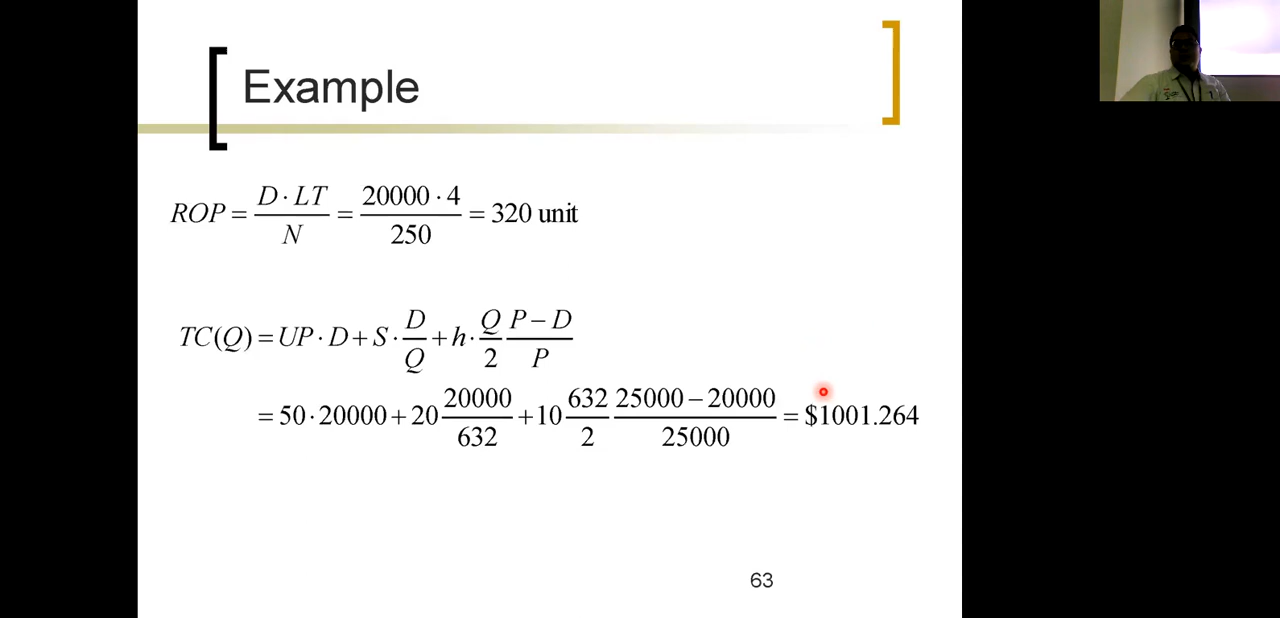 Example
ROP = D · LT / N = 20000 · 4 / 250 = 320 unit
TC(Q) = UP · D + S · D / Q + h · Q / 2 P − D / P
= 50 · 20000 + 20 20000 / 632 + 10 632 / 2 25000 − 20000 / 25000 = $1001.264
63